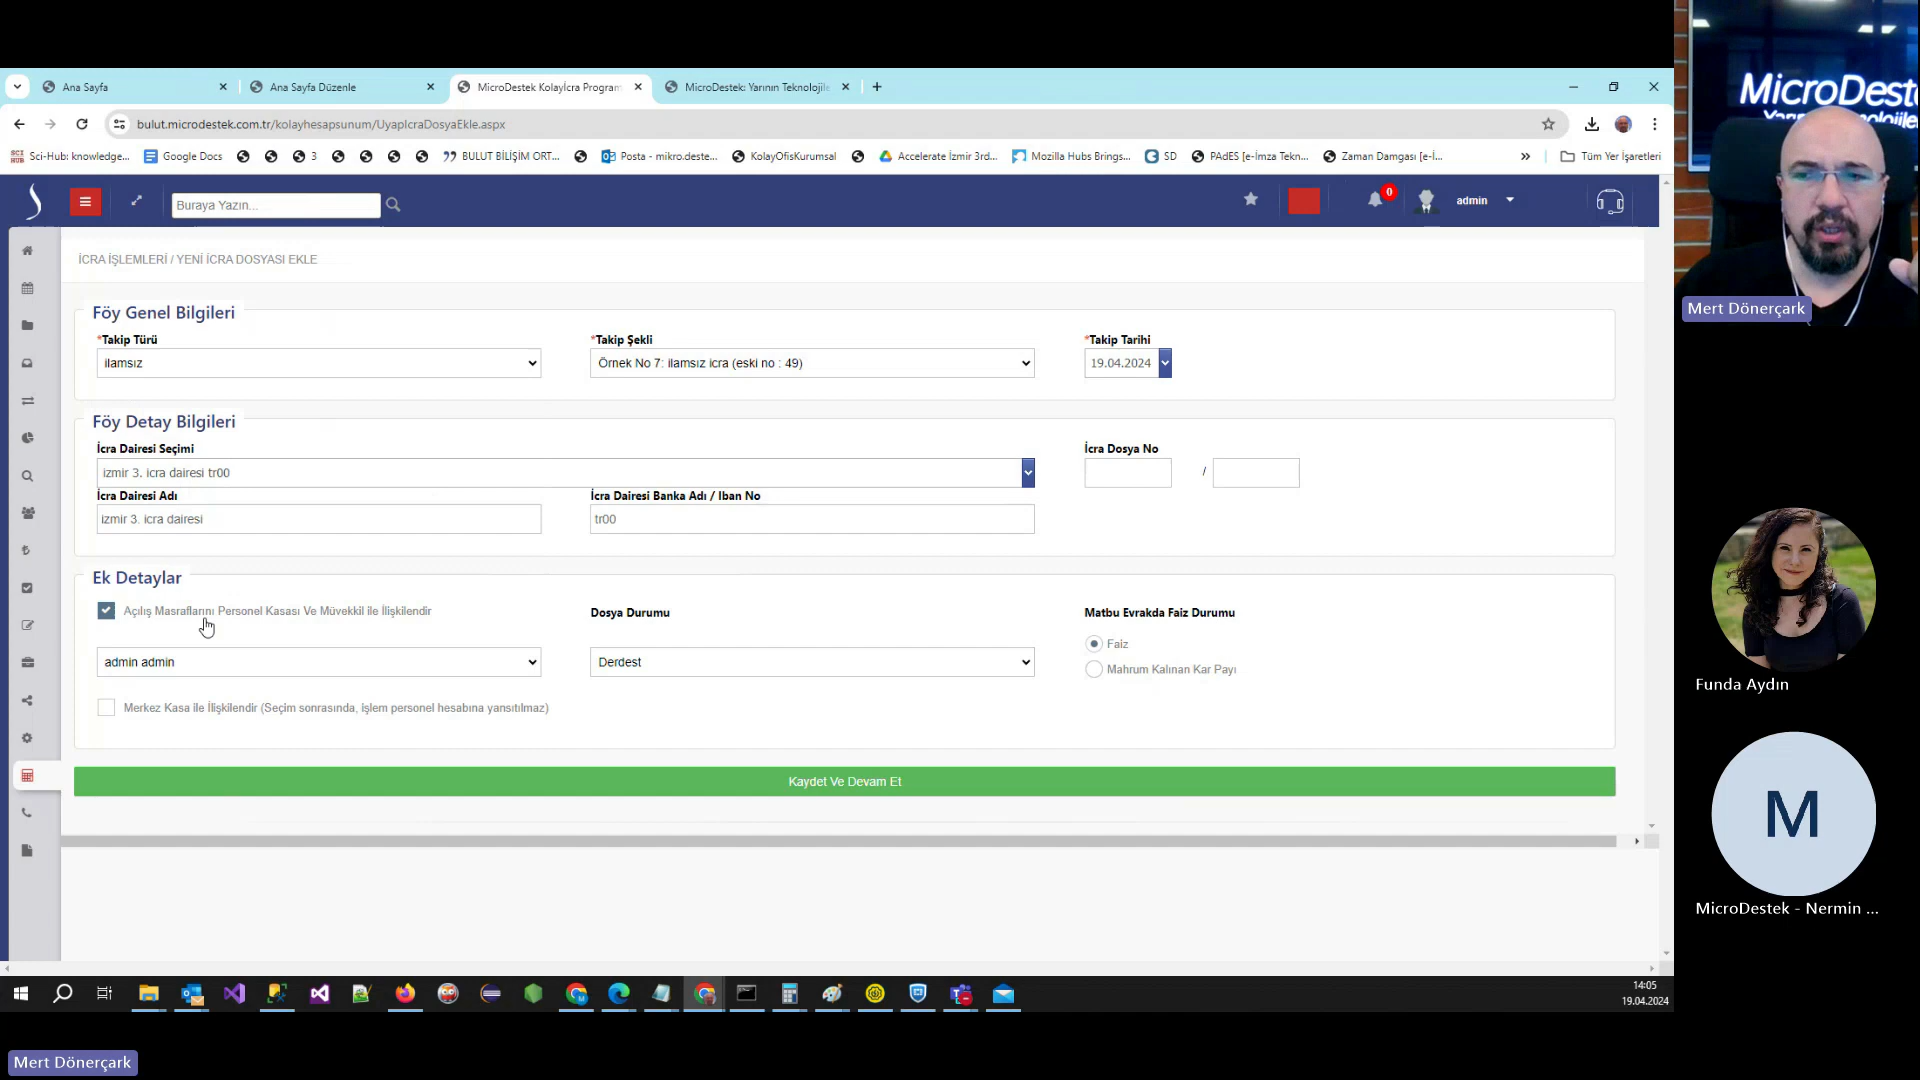 Ana Sayfa
Ana Sayfa Düzenle
MicroDestek Kolayİcra Program
MicroDestek: Yarının Teknolojile
bulut.microdestek.com.tr/kolayhesapsunum/UyapIcraDosyaEkle.aspx
Sci-Hub: knowledge...
Google Docs
3
BULUT BİLİŞİM ORT...
Posta - mikro.deste...
KolayOfisKurumsal
Accelerate İzmir 3rd...
Mozilla Hubs Brings...
SD
PAdES [e-İmza Tekn...
Zaman Damgası [e-İ...
Tüm Yer İşaretleri
Buraya Yazın...
0
admin
İCRA İŞLEMLERİ / YENİ İCRA DOSYASI EKLE
Föy Genel Bilgileri
*Takip Türü
*Takip Şekli
*Takip Tarihi
ilamsız
Örnek No 7: ilamsız icra (eski no : 49)
19.04.2024
Föy Detay Bilgileri
İcra Dairesi Seçimi
İcra Dosya No
izmir 3. icra dairesi tr00
/
İcra Dairesi Adı
İcra Dairesi Banka Adı / Iban No
izmir 3. icra dairesi
tr00
Ek Detaylar
Açılış Masraflarını Personel Kasası Ve Müvekkil ile İlişkilendir
Dosya Durumu
Matbu Evrakda Faiz Durumu
Faiz
admin admin
Derdest
Mahrum Kalınan Kar Payı
Merkez Kasa ile İlişkilendir (Seçim sonrasında, işlem personel hesabına yansıtılmaz)
Kaydet Ve Devam Et
14:05
19.04.2024
Mert Dönerçark
MicroDeste
Mert Dönerçark
Funda Aydın
M
MicroDestek - Nermin ...